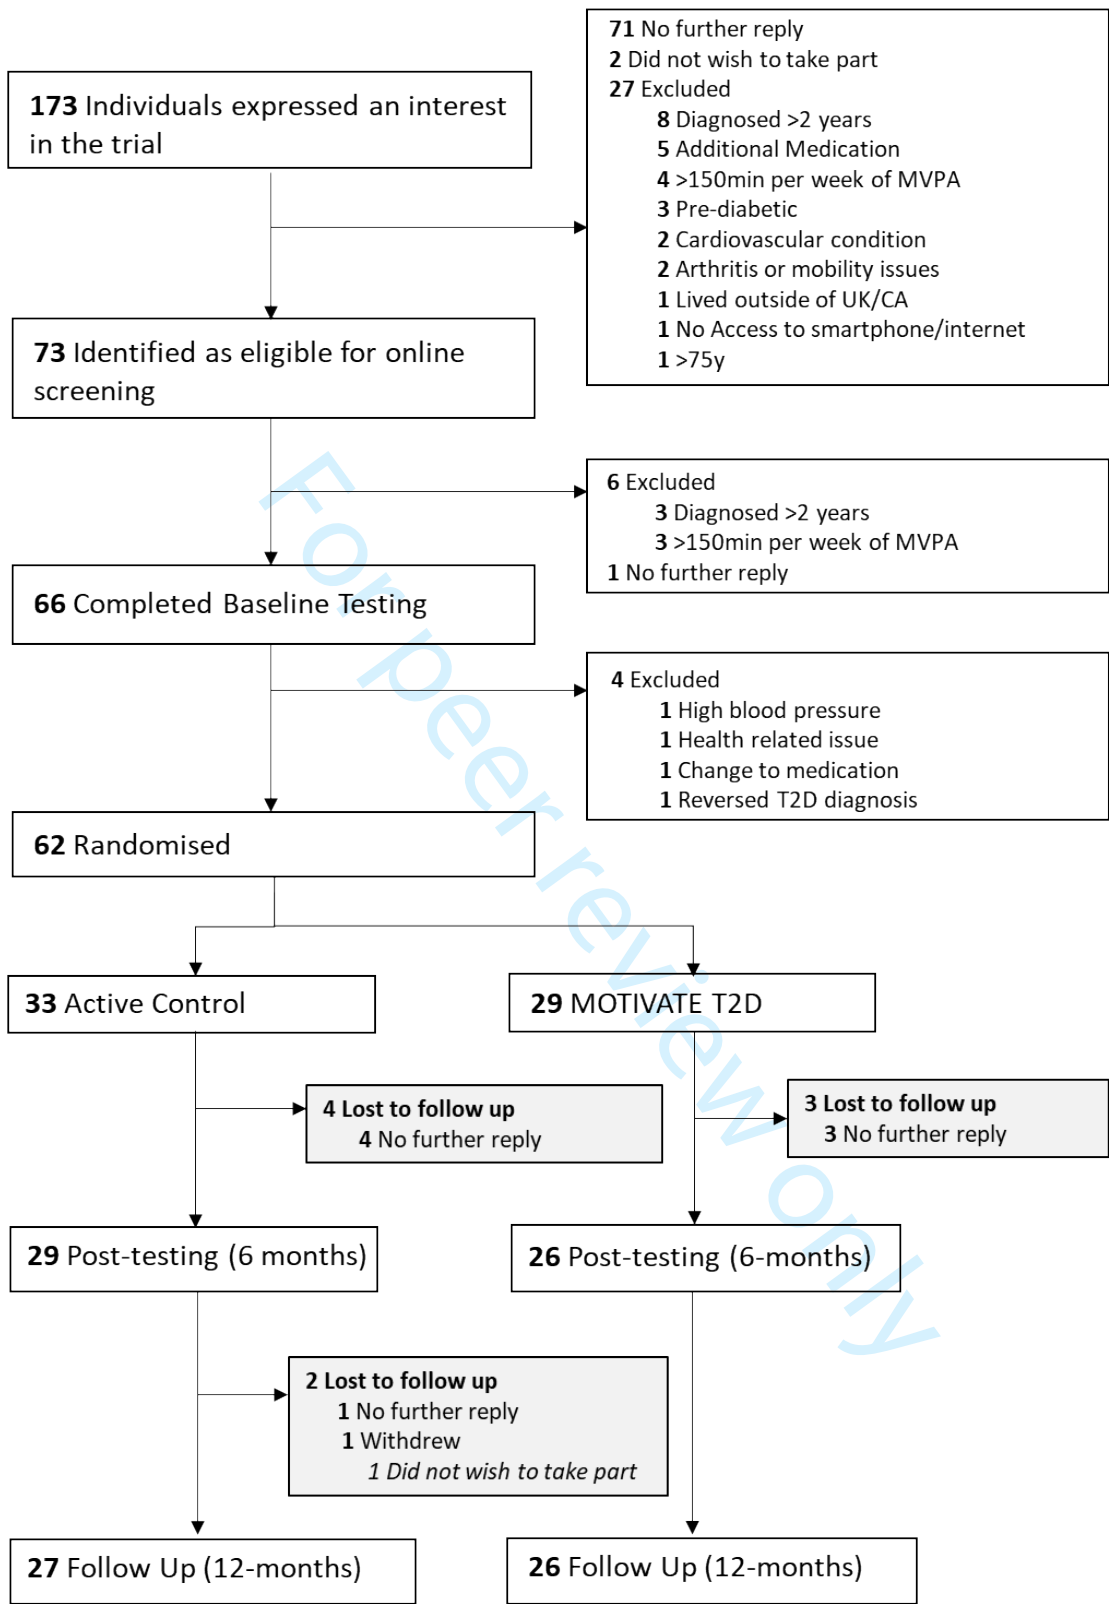 71 No further reply
2 Did not wish to take part
27 Excluded
8 Diagnosed >2 years
5 Additional Medication
4 >150min per week of MVPA
3 Pre-diabetic
2 Cardiovascular condition
2 Arthritis or mobility issues
1 Lived outside of UK/CA
1 No Access to smartphone/internet
1 >75y
173 Individuals expressed an interest
in the trial
73 Identified as eligible for online
screening
6 Excluded
3 Diagnosed >2 years
3 >150min per week of MVPA
1 No further reply
66 Completed Baseline Testing
4 Excluded
1 High blood pressure
1 Health related issue
1 Change to medication
1 Reversed T2D diagnosis
62 Randomised
33 Active Control
29 MOTIVATE T2D
4 Lost to follow up
4 No further reply
3 Lost to follow up
3 No further reply
29 Post-testing (6 months)
26 Post-testing (6-months)
2 Lost to follow up
1 No further reply
1 Withdrew
1 Did not wish to take part
27 Follow Up (12-months)
26 Follow Up (12-months)
For peer review only